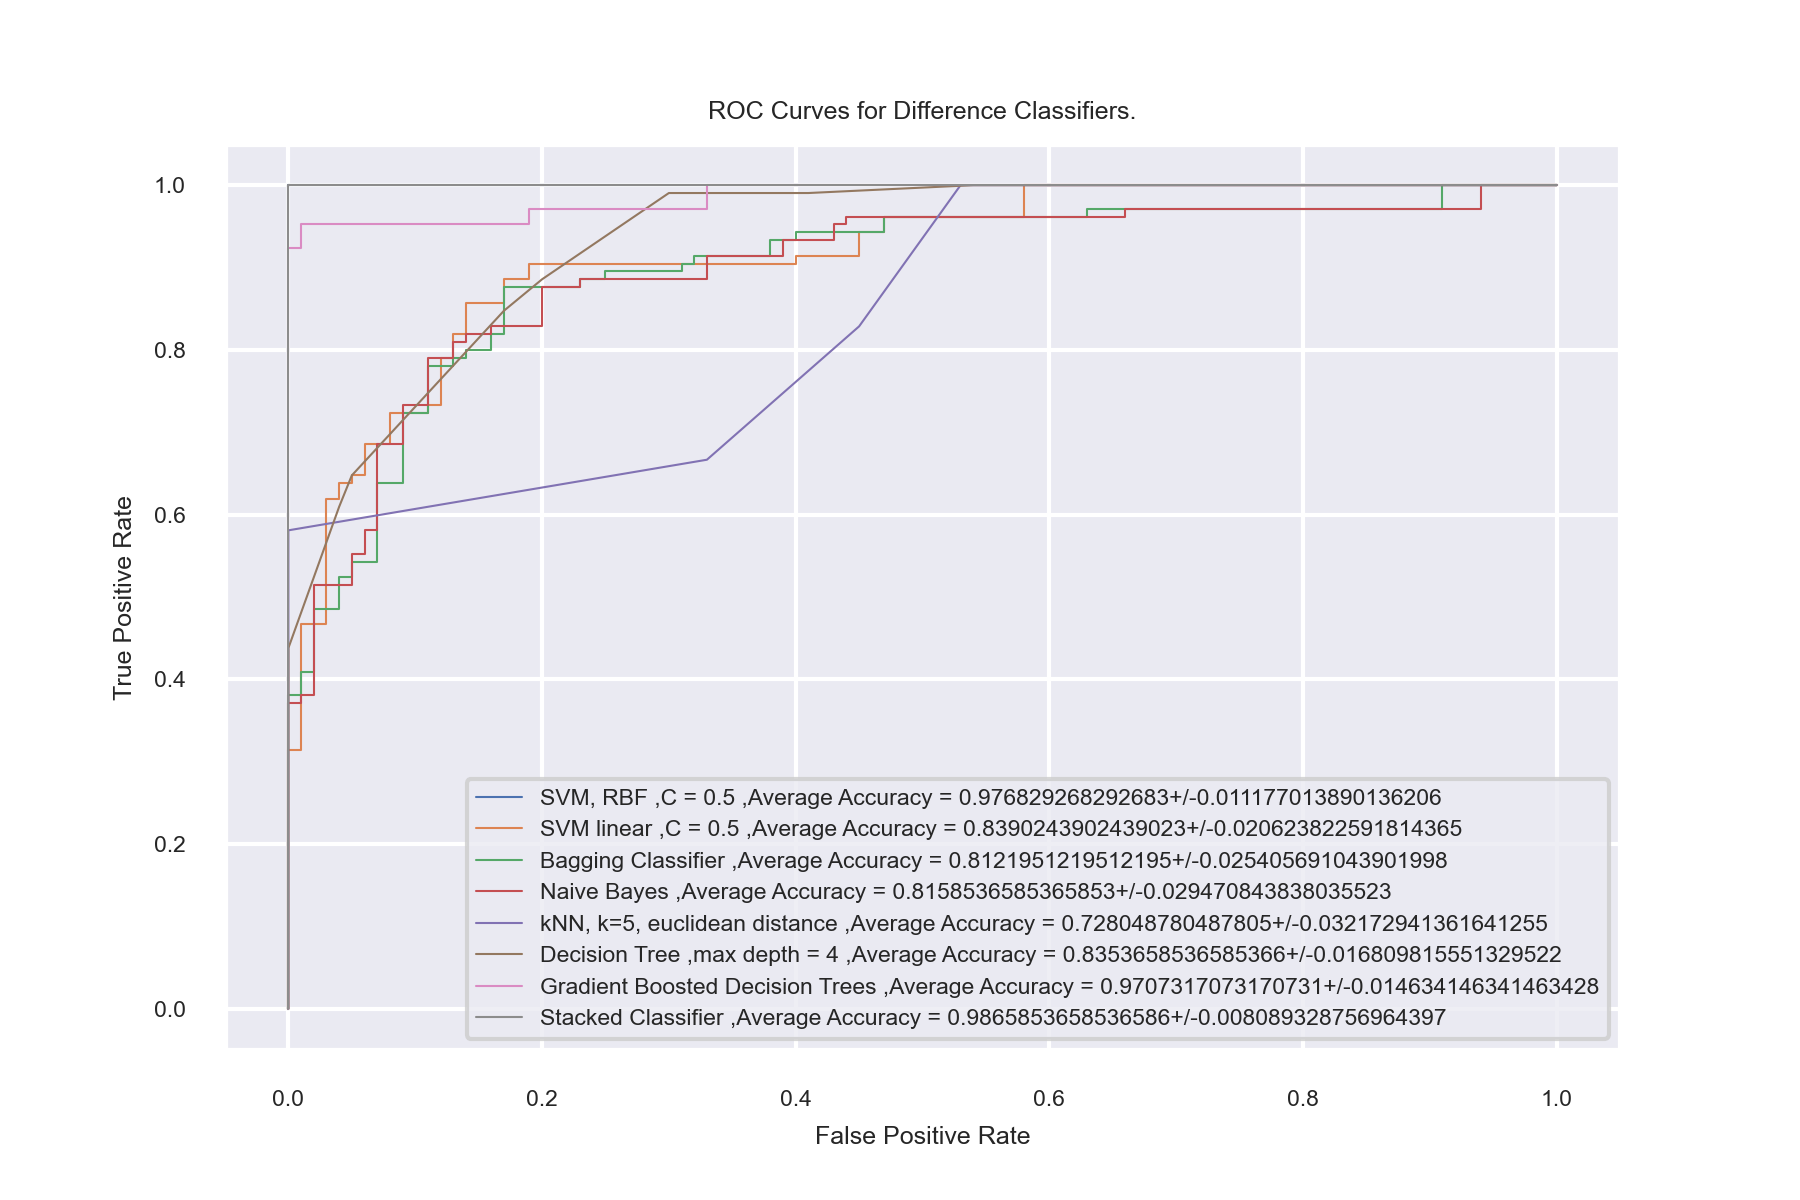 ROC Curves for Difference Classifiers.
1.0
0.8
0.6
0.4
0.2
0.0
True Positive Rate
SVM, RBF ,C = 0.5 ,Average Accuracy = 0.976829268292683+/-0.011177013890136206
SVM linear ,C = 0.5 ,Average Accuracy = 0.8390243902439023+/-0.020623822591814365
Bagging Classifier ,Average Accuracy = 0.8121951219512195+/-0.025405691043901998
Naive Bayes ,Average Accuracy = 0.8158536585365853+/-0.029470843838035523
kNN, k=5, euclidean distance ,Average Accuracy = 0.728048780487805+/-0.032172941361641255
Decision Tree ,max depth = 4 ,Average Accuracy = 0.8353658536585366+/-0.016809815551329522
Gradient Boosted Decision Trees ,Average Accuracy = 0.9707317073170731+/-0.014634146341463428
Stacked Classifier ,Average Accuracy = 0.9865853658536586+/-0.008089328756964397
0.0 0.2 0.4 0.6 0.8 1.0
False Positive Rate